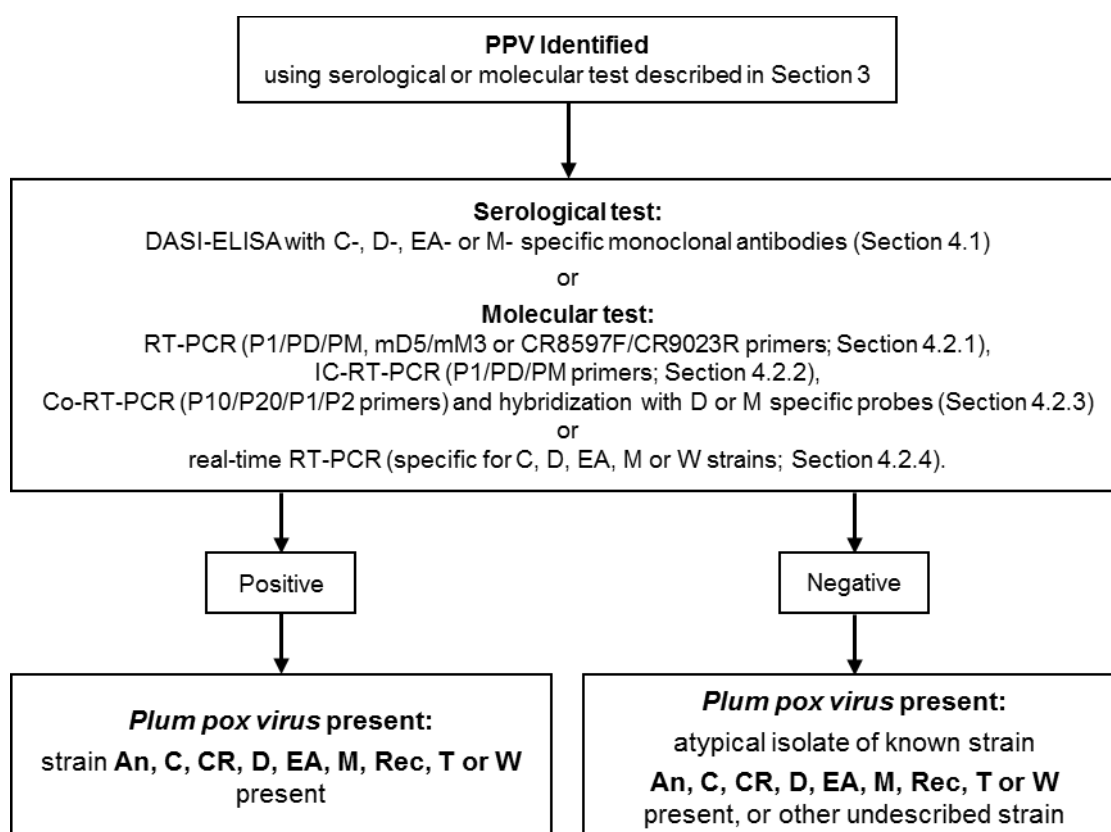 PPV Identified
using serological or molecular test described in Section 3
Serological test:
DASI-ELISA with C-, D-, EA- or M- specific monoclonal antibodies (Section 4.1)
or
Molecular test:
RT-PCR (P1/PD/PM, mD5/mM3 or CR8597F/CR9023R primers; Section 4.2.1),
IC-RT-PCR (P1/PD/PM primers; Section 4.2.2),
Co-RT-PCR (P10/P20/P1/P2 primers) and hybridization with D or M specific probes (Section 4.2.3)
or
real-time RT-PCR (specific for C, D, EA, M or W strains; Section 4.2.4).
Positive
Negative
Plum pox virus present:
strain An, C, CR, D, EA, M, Rec, T or W
present
Plum pox virus present:
atypical isolate of known strain
An, C, CR, D, EA, M, Rec, T or W
present, or other undescribed strain